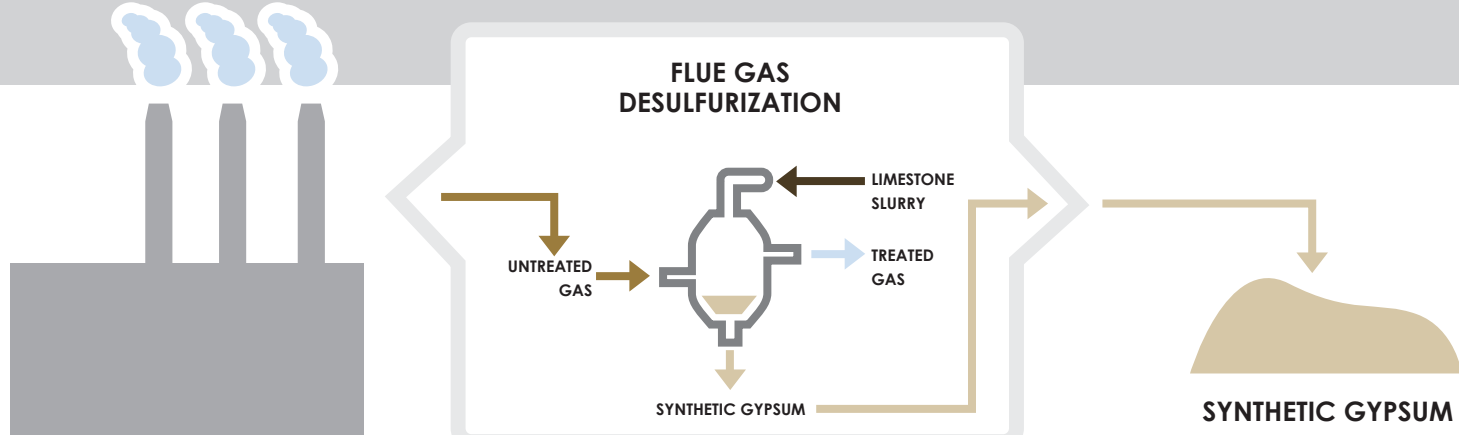 FLUE GAS
DESULFURIZATION
LIMESTONE
SLURRY
UNTREATED
GAS
TREATED
GAS
SYNTHETIC GYPSUM
SYNTHETIC GYPSUM